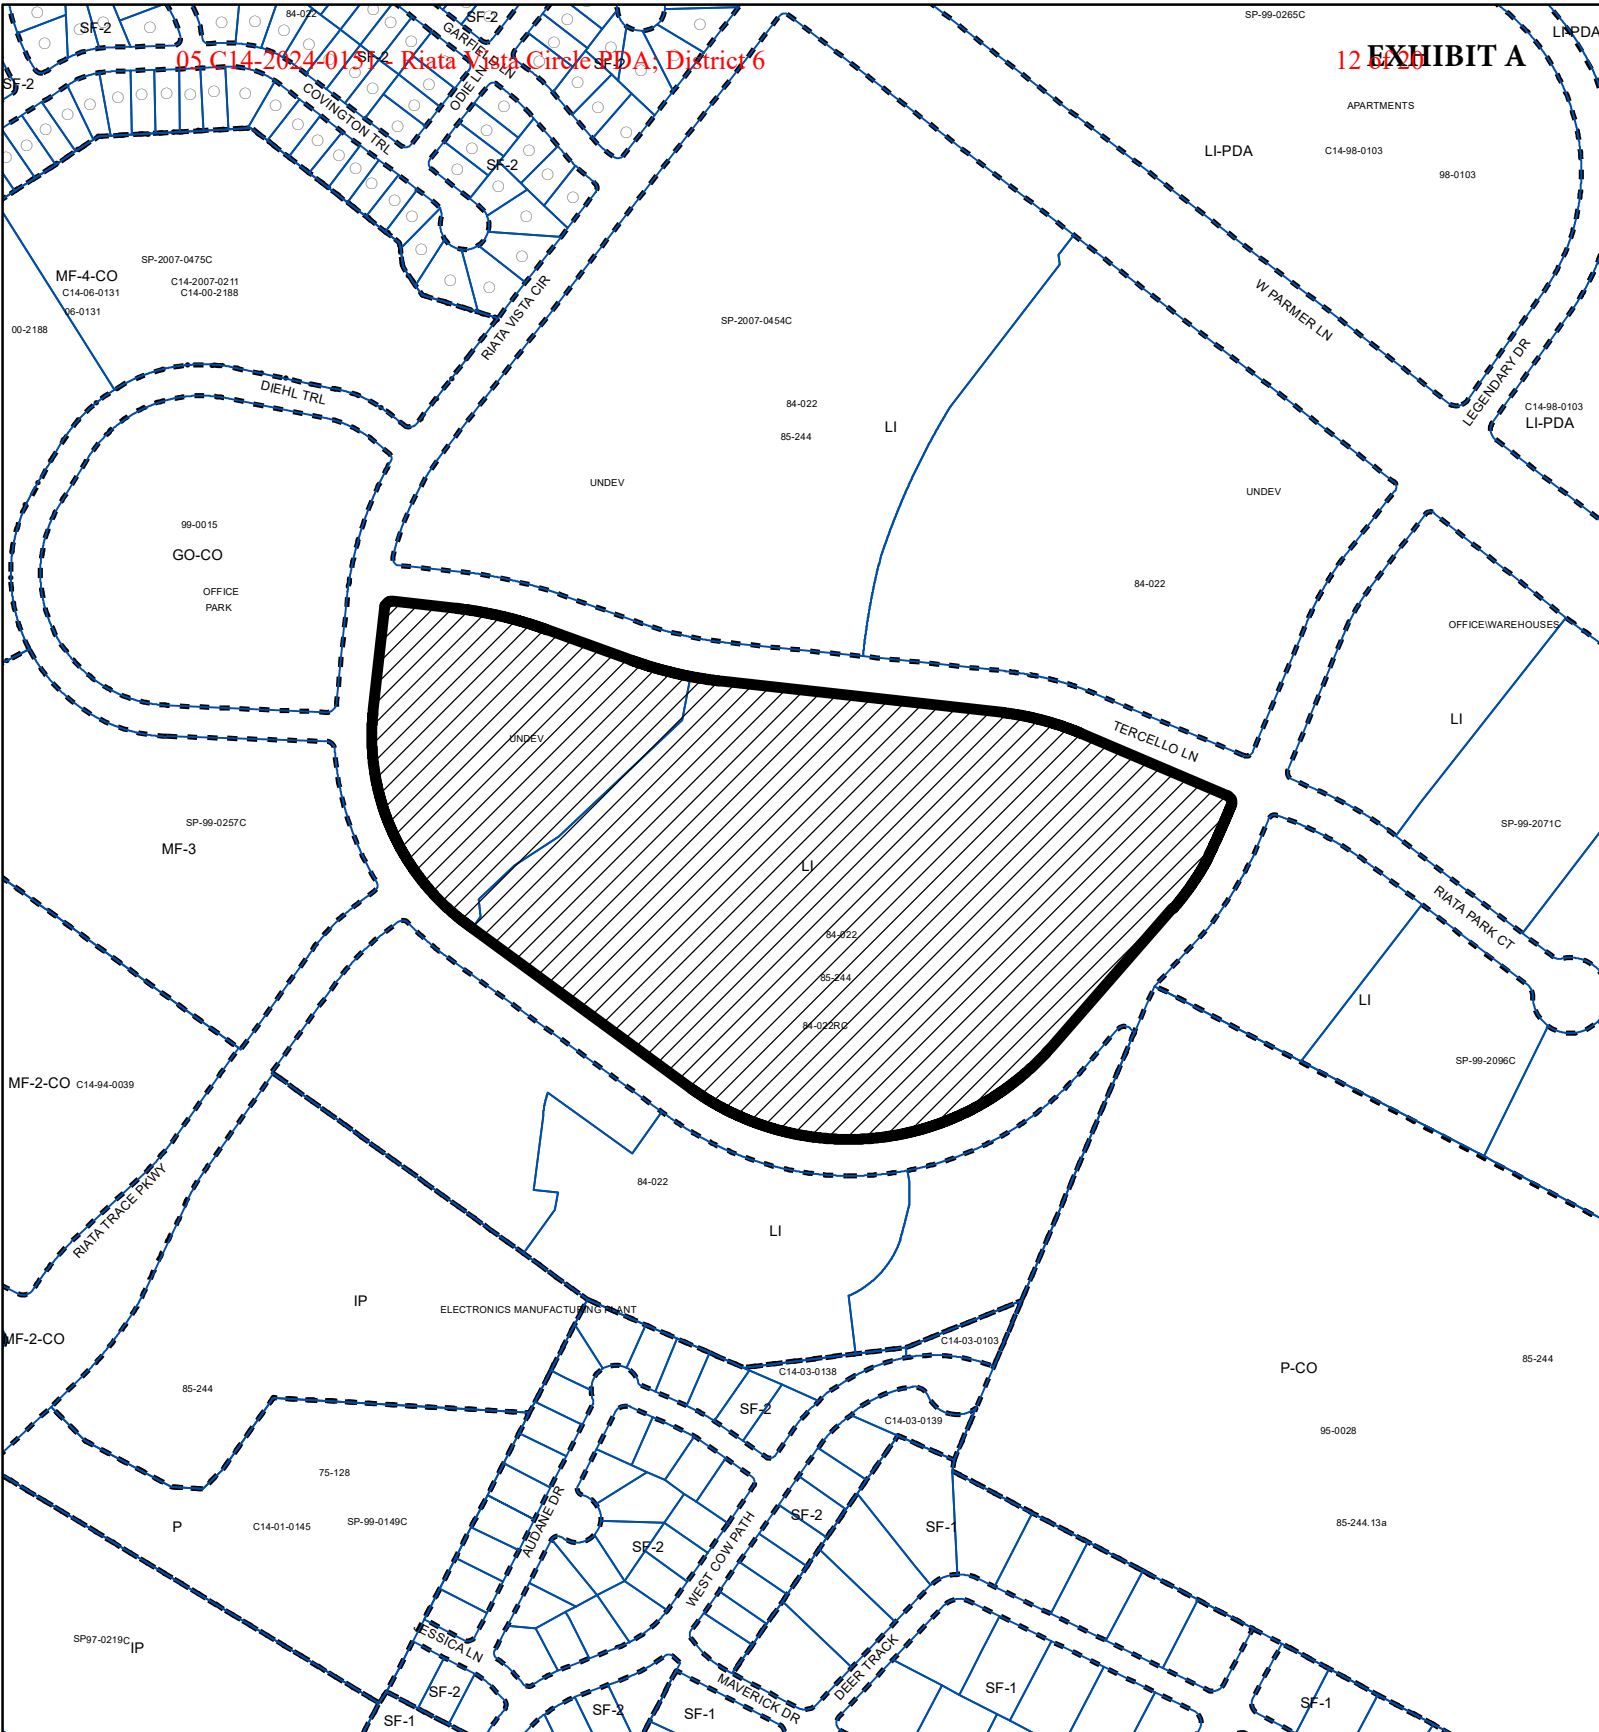 84-022
SF-2
SP-99-0265C
SF-2
LI-PDA
GARFIELD LN
05 C14-2024-0151 - Riata Vista Circle PDA; District 6
12 of 20
EXHIBIT A
SF-2
SF-2
SF-2
ODIE LN
COVINGTON TRL
APARTMENTS
LI-PDA
C14-98-0103
98-0103
SF-2
SP-2007-0475C
MF-4-CO
C14-2007-0211
C14-06-0131
C14-00-2188
06-0131
00-2188
RIATA VISTA CIR
SP-2007-0454C
W PARMER LN
LEGENDARY DR
DIEHL TRL
84-022
C14-98-0103
LI-PDA
LI
85-244
UNDEV
UNDEV
99-0015
GO-CO
84-022
OFFICE
PARK
OFFICE\WAREHOUSES
LI
UNDEV
TERCELLO LN
SP-99-0257C
SP-99-2071C
MF-3
LI
RIATA PARK CT
84-022
85-244
LI
84-022RC
SP-99-2096C
MF-2-CO
C14-94-0039
84-022
RIATA TRACE PKWY
LI
IP
ELECTRONICS MANUFACTURING PLANT
MF-2-CO
C14-03-0103
C14-03-0138
P-CO
85-244
85-244
SF-2
C14-03-0139
95-0028
75-128
AUDANE DR
WEST COW PATH
SF-2
P
C14-01-0145
SP-99-0149C
SF-1
85-244.13a
SF-2
SP97-0219C
IP
JESSICA LN
DEER TRACK
MAVERICK DR
SF-2
SF-1
SF-1
SF-2
SF-1
SF-1